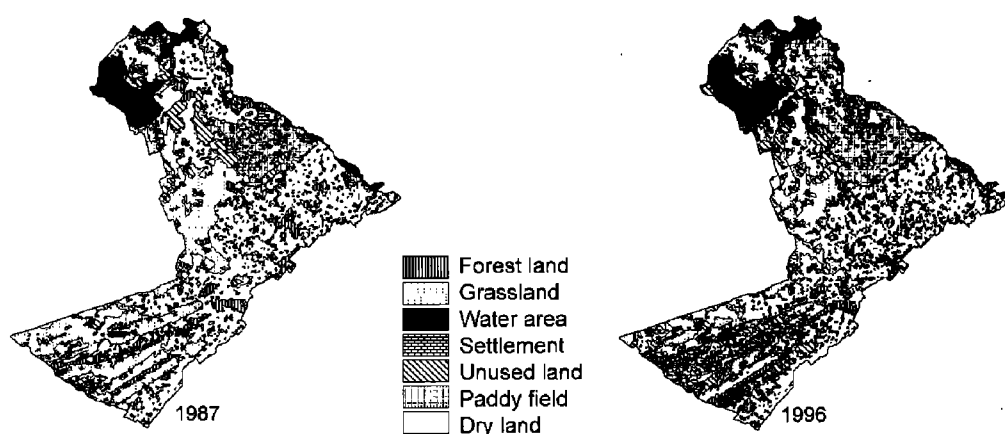 Forest land
Grassland
Water area
Settlement
Unused land
Paddy field
Dry land
1987
1996